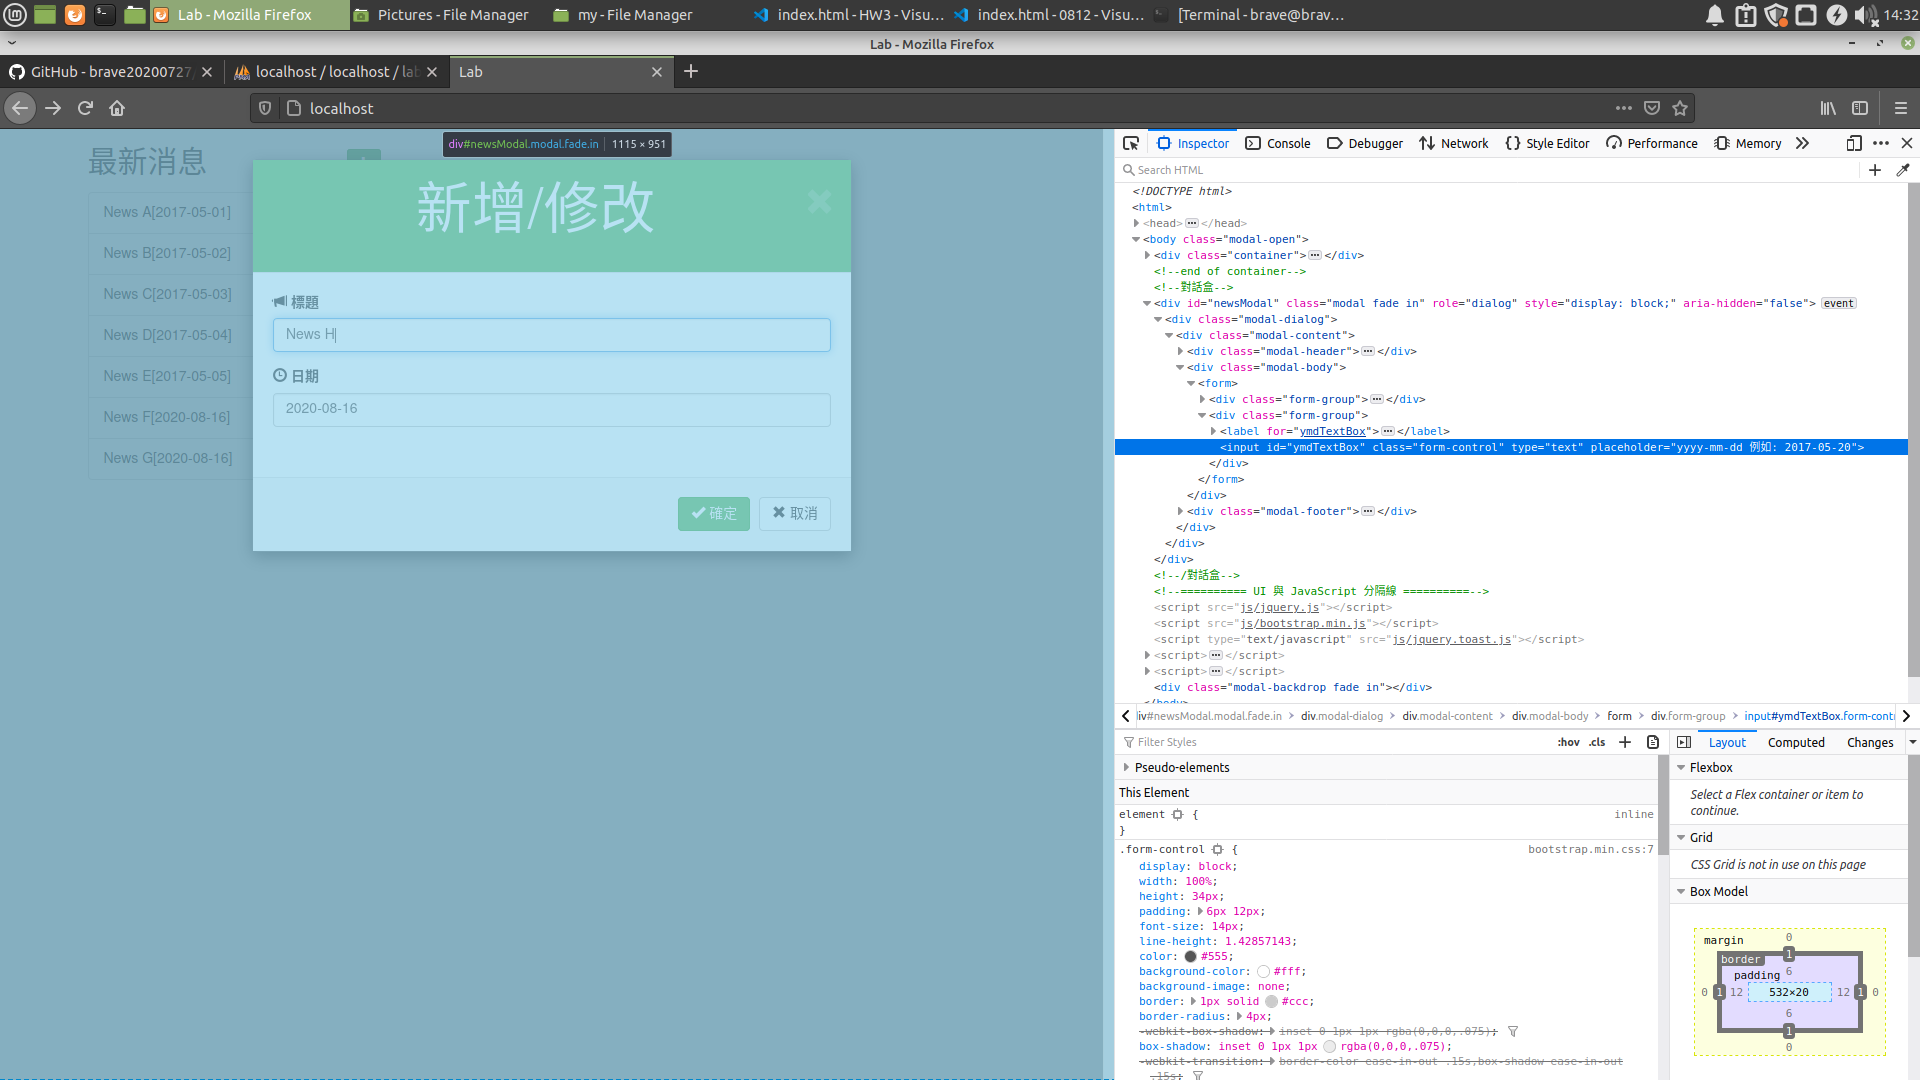 Lab - Mozilla Firefox
Pictures - File Manager
my - File Manager
index.html - HW3 - Visu...
index.html - 0812 - Visu...
[Terminal - brave@brav...
14:32
Lab - Mozilla Firefox
GitHub - brave20200727/
localhost / localhost / lab
Lab
localhost
div#newsModal.modal.fade.in 1115 × 951
最新消息
News A[2017-05-01]
News B[2017-05-02]
News C[2017-05-03]
News D[2017-05-04]
News E[2017-05-05]
News F[2020-08-16]
News G[2020-08-16]
新增/修改
標題
News H
日期
2020-08-16
確定
取消
Inspector
Console
Debugger
Network
Style Editor
Performance
Memory
Search HTML
<!DOCTYPE html>
<html>
<head></head>
<body class="modal-open">
<div class="container"></div>
<!--end of container-->
<!--對話盒-->
<div id="newsModal" class="modal fade in" role="dialog" style="display: block;" aria-hidden="false"> event
<div class="modal-dialog">
<div class="modal-content">
<div class="modal-header"></div>
<div class="modal-body">
<form>
<div class="form-group"></div>
<div class="form-group">
<label for="ymdTextBox"></label>
<input id="ymdTextBox" class="form-control" type="text" placeholder="yyyy-mm-dd 例如: 2017-05-20">
</div>
</form>
</div>
<div class="modal-footer"></div>
</div>
</div>
</div>
<!--/對話盒-->
<!--========== UI 與 JavaScript 分隔線 ==========-->
<script src="js/jquery.js"></script>
<script src="js/bootstrap.min.js"></script>
<script type="text/javascript" src="js/jquery.toast.js"></script>
<script></script>
<script></script>
<div class="modal-backdrop fade in"></div>
</body>
div#newsModal.modal.fade.in
div.modal-dialog
div.modal-content
div.modal-body
form
div.form-group
input#ymdTextBox.form-contr
Filter Styles
:hov .cls
Pseudo-elements
This Element
element { inline
}
.form-control { bootstrap.min.css:7
display: block;
width: 100%;
height: 34px;
padding: 6px 12px;
font-size: 14px;
line-height: 1.42857143;
color: #555;
background-color: #fff;
background-image: none;
border: 1px solid #ccc;
border-radius: 4px;
-webkit-box-shadow: inset 0 1px 1px rgba(0,0,0,.075);
box-shadow: inset 0 1px 1px rgba(0,0,0,.075);
-webkit-transition: border-color ease-in-out .15s,box-shadow ease-in-out
.15s;
Layout
Computed
Changes
Flexbox
Select a Flex container or item to
continue.
Grid
CSS Grid is not in use on this page
Box Model
margin 0
border 1
padding 6
0 1 12 532×20 12 1 0
6
1
0